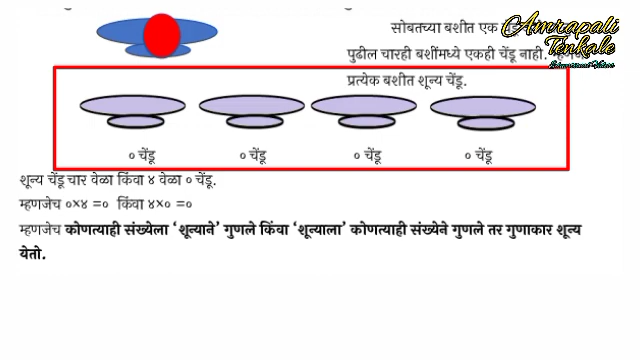 सोबतच्या बशीत एक
Amrapali
Tenkale
पुढील चारही बशींमध्ये एकही चेंडू नाही.
प्रत्येक बशीत शून्य चेंडू.
० चेंडू ० चेंडू ० चेंडू ० चेंडू
शून्य चेंडू चार वेळा किंवा ४ वेळा ० चेंडू.
म्हणजेच ०×४ =० किंवा ४×० =०
म्हणजेच कोणत्याही संख्येला ‘शून्याने’ गुणले किंवा ‘शून्याला’ कोणत्याही संख्येने गुणले तर गुणाकार शून्य
येतो.